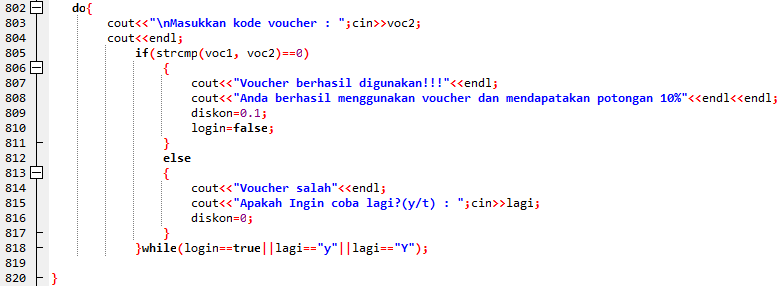 802 do{
803 cout<<"\nMasukkan kode voucher : ";cin>>voc2;
804 cout<<endl;
805 if(strcmp(voc1, voc2)==0)
806 {
807 cout<<"Voucher berhasil digunakan!!!"<<endl;
808 cout<<"Anda berhasil menggunakan voucher dan mendapatakan potongan 10%"<<endl<<endl;
809 diskon=0.1;
810 login=false;
811 }
812 else
813 {
814 cout<<"Voucher salah"<<endl;
815 cout<<"Apakah Ingin coba lagi?(y/t) : ";cin>>lagi;
816 diskon=0;
817 }
818 }while(login==true||lagi=="y"||lagi=="Y");
819
820 }